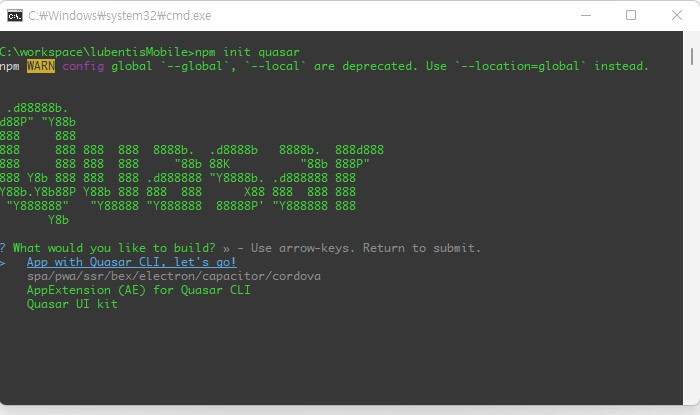 C:₩Windows₩system32₩cmd.exe
C:\workspace\lubentisMobile>npm init quasar
npm WARN config global `--global`, `--local` are deprecated. Use `--location=global` instead.
 .d88888b.
d88P" "Y88b
888     888
888     888 888  888  8888b.  .d8888b   8888b.  888d888
888     888 888  888     "88b 88K          "88b 888P"
888 Y8b 888 888  888 .d888888 "Y8888b. .d888888 888
Y88b.Y8b88P Y88b 888 888  888      X88 888  888 888
 "Y888888"   "Y88888 "Y888888  88888P' "Y888888 888
       Y8b
? What would you like to build? » - Use arrow-keys. Return to submit.
>   App with Quasar CLI, let's go!
    spa/pwa/ssr/bex/electron/capacitor/cordova
    AppExtension (AE) for Quasar CLI
    Quasar UI kit